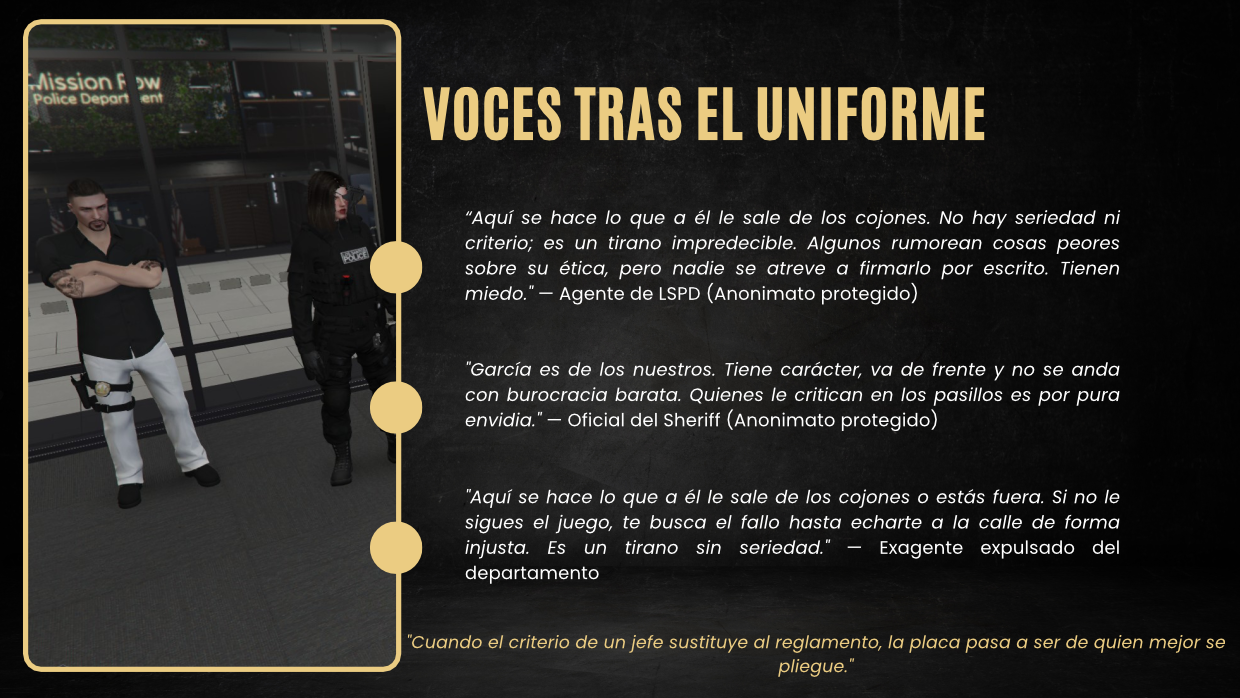 Mission Row
Police Department
VOCES TRAS EL UNIFORME
“Aquí se hace lo que a él le sale de los cojones. No hay seriedad ni
criterio; es un tirano impredecible. Algunos rumorean cosas peores
sobre su ética, pero nadie se atreve a firmarlo por escrito. Tienen
miedo." — Agente de LSPD (Anonimato protegido)
"García es de los nuestros. Tiene carácter, va de frente y no se anda
con burocracia barata. Quienes le critican en los pasillos es por pura
envidia." — Oficial del Sheriff (Anonimato protegido)
"Aquí se hace lo que a él le sale de los cojones o estás fuera. Si no le
sigues el juego, te busca el fallo hasta echarte a la calle de forma
injusta. Es un tirano sin seriedad." — Exagente expulsado del
departamento
"Cuando el criterio de un jefe sustituye al reglamento, la placa pasa a ser de quien mejor se
pliegue."